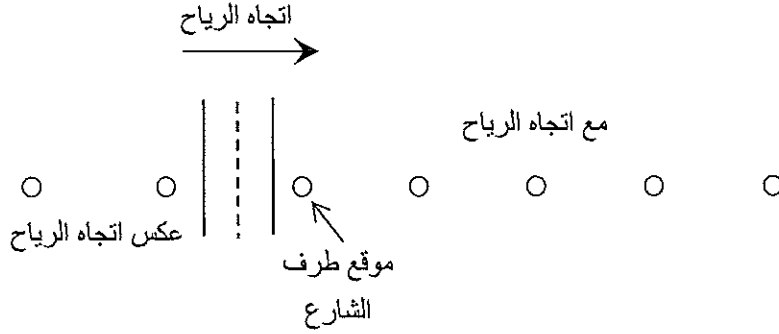 اتجاه الرياح
مع اتجاه الرياح
عكس اتجاه الرياح
موقع طرف
الشارع